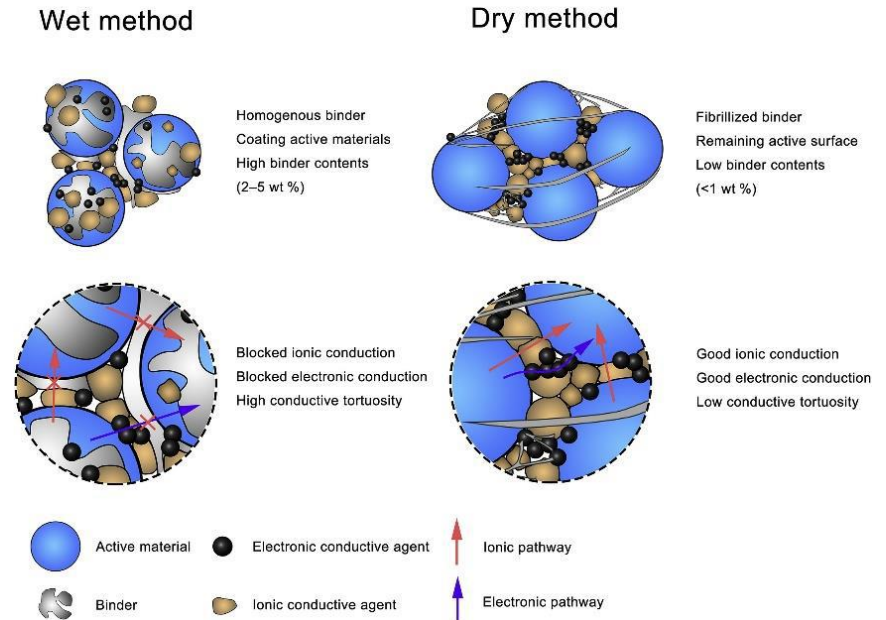 Wet method
Dry method
Homogenous binder
Coating active materials
High binder contents
(2–5 wt %)
Fibrillized binder
Remaining active surface
Low binder contents
(<1 wt %)
Blocked ionic conduction
Blocked electronic conduction
High conductive tortuosity
Good ionic conduction
Good electronic conduction
Low conductive tortuosity
Active material
Electronic conductive agent
Ionic pathway
Binder
Ionic conductive agent
Electronic pathway